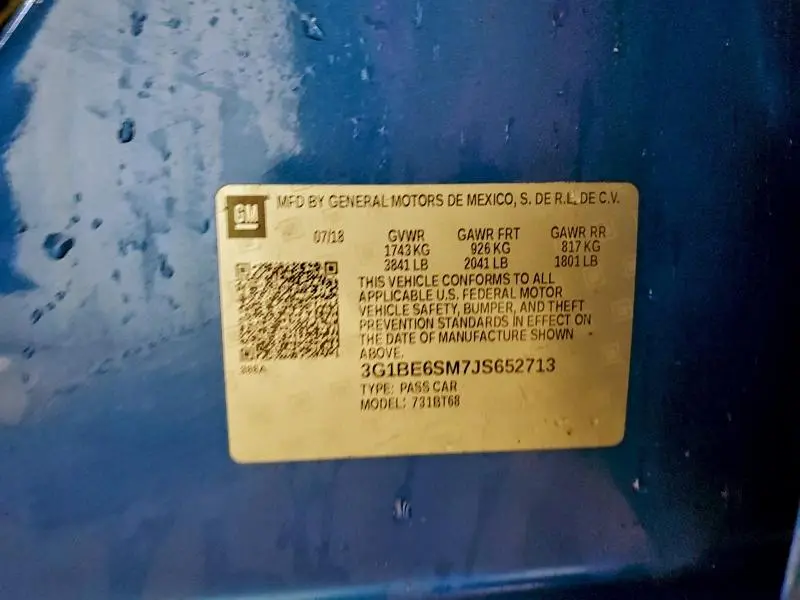 GM
MFD BY GENERAL MOTORS DE MEXICO, S. DE R.L. DE C.V.
07/18 GVWR GAWR FRT GAWR RR
1743 KG 926 KG 817 KG
3841 LB 2041 LB 1801 LB
THIS VEHICLE CONFORMS TO ALL
APPLICABLE U.S. FEDERAL MOTOR
VEHICLE SAFETY, BUMPER, AND THEFT
PREVENTION STANDARDS IN EFFECT ON
THE DATE OF MANUFACTURE SHOWN
ABOVE.
3G1BE6SM7JS652713
TYPE: PASS CAR
MODEL: 731BT68